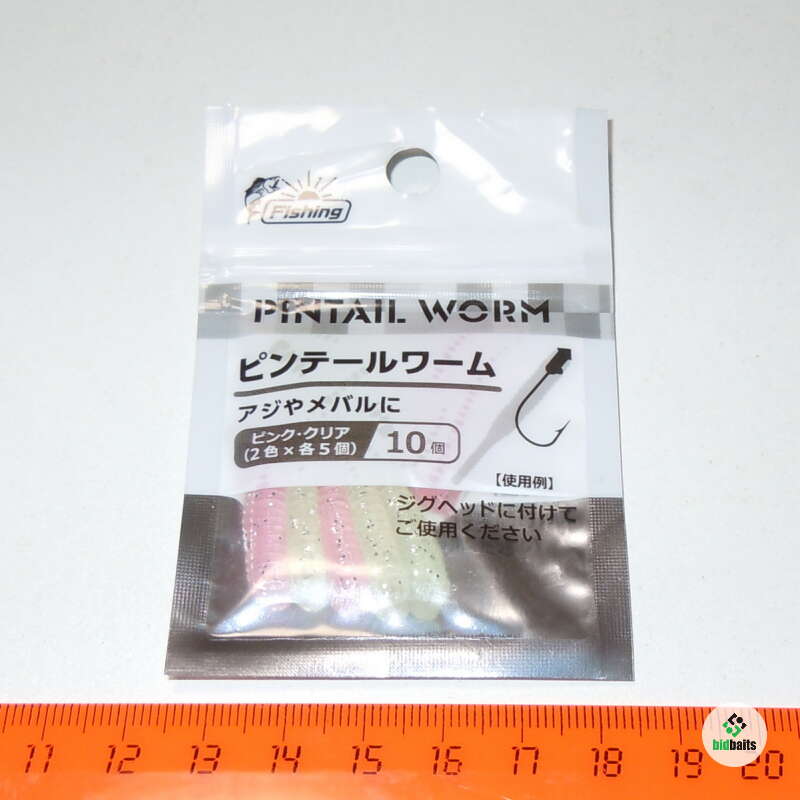 Fishing
PINTAIL WORM
ピンテールワーム
アジやメバルに
ピンク・クリア
(2色×各5個)
10個
【使用例】
ジグヘッドに付けて
ご使用ください
11 12 13 14 15 16 17 18 19 20
bidbaits